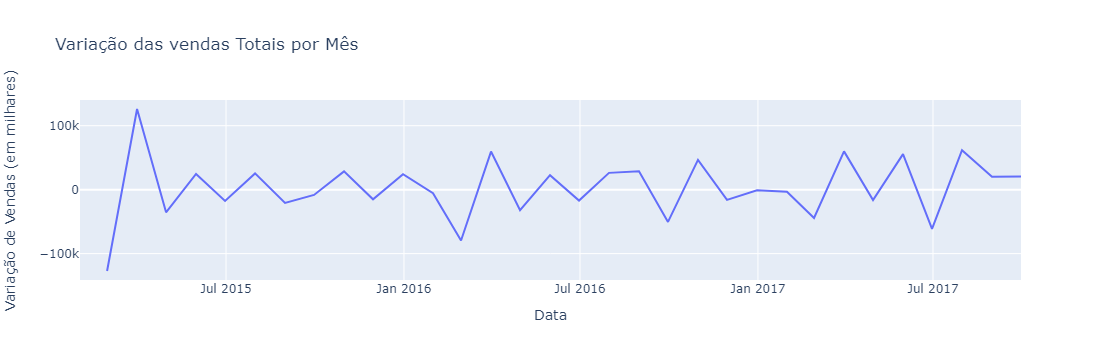 Variação das vendas Totais por Mês
Variação de Vendas (em milhares)
100k
0
−100k
Jul 2015
Jan 2016
Jul 2016
Jan 2017
Jul 2017
Data